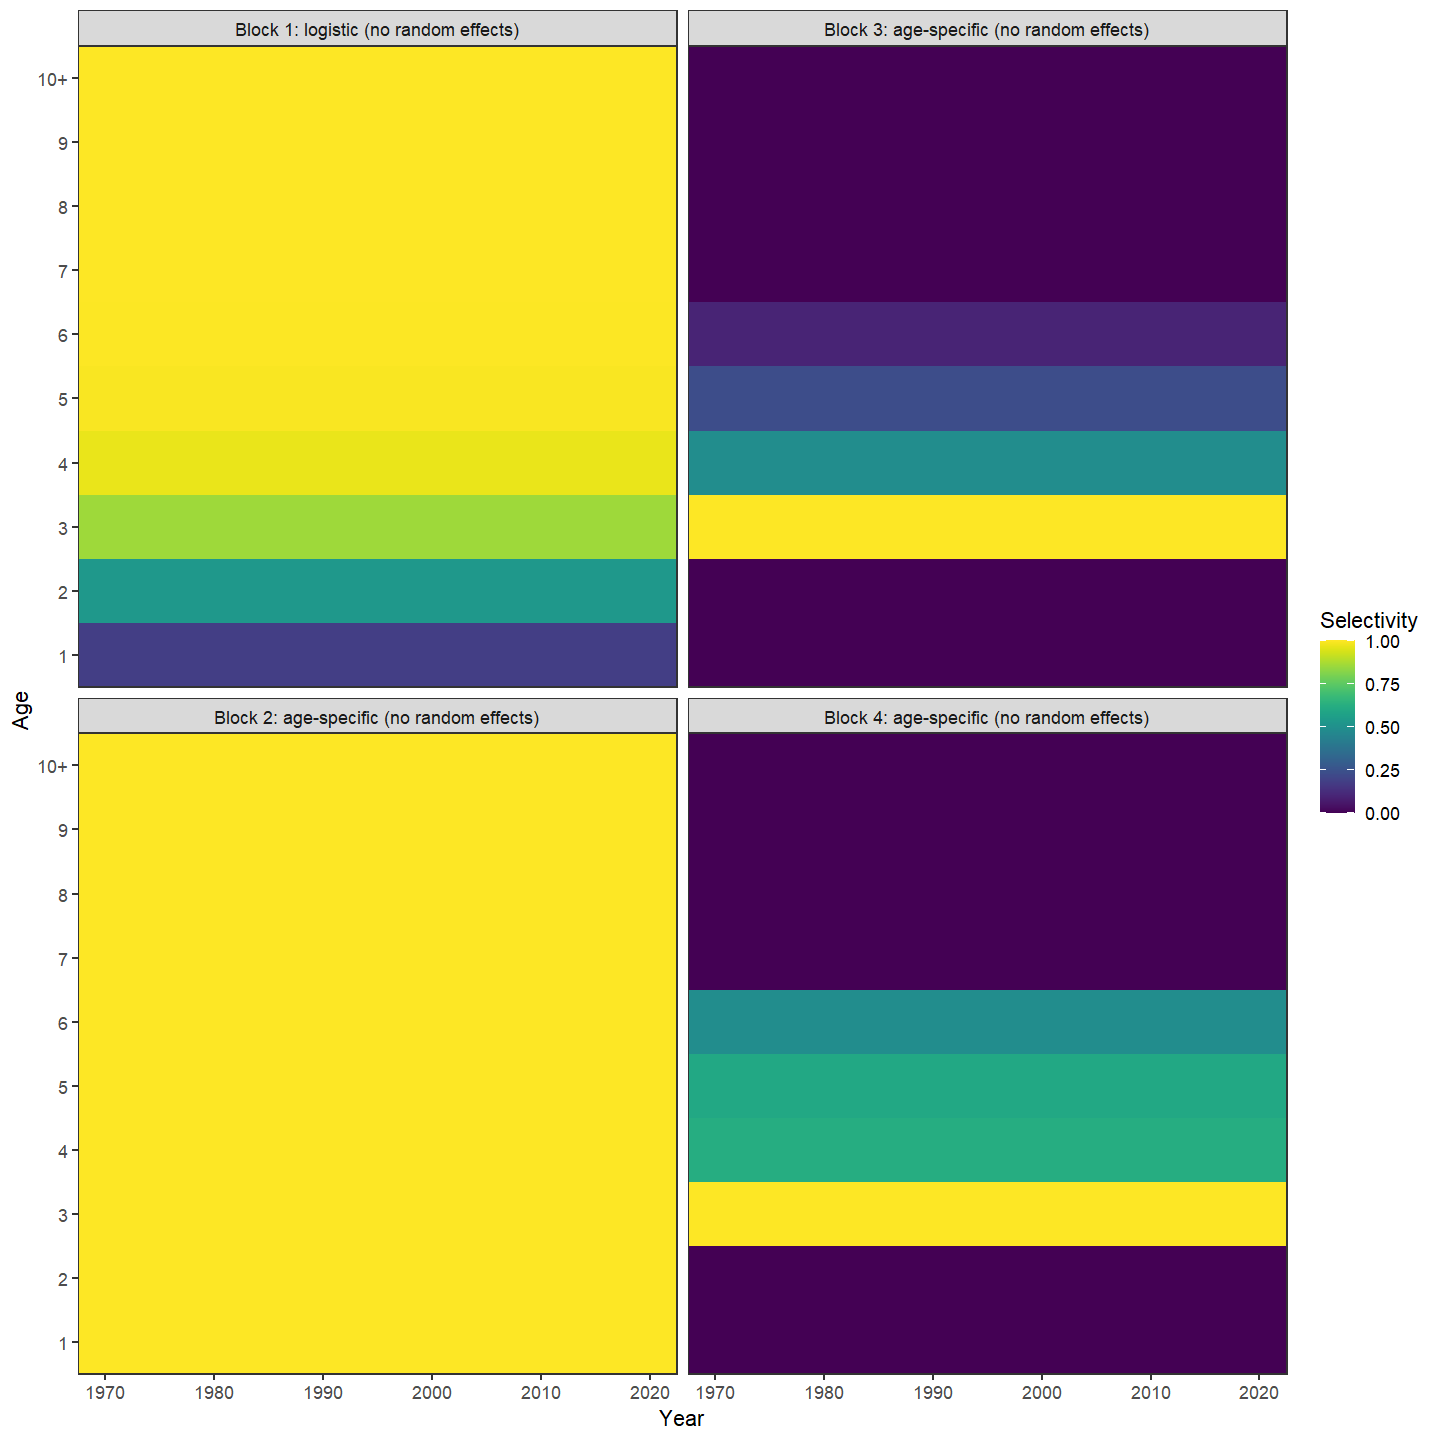 Block 1: logistic (no random effects)
Block 3: age-specific (no random effects)
10+
9
8
7
6
5
4
3
2
1
Block 2: age-specific (no random effects)
Block 4: age-specific (no random effects)
10+
9
8
7
6
5
4
3
2
1
Age
1970 1980 1990 2000 2010 2020
1970 1980 1990 2000 2010 2020
Year
Selectivity
1.00
0.75
0.50
0.25
0.00